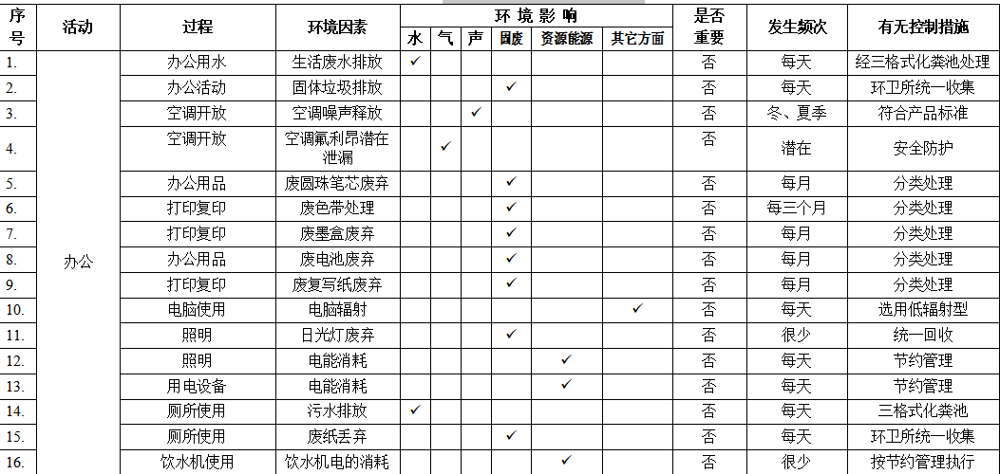 序号 活动 过程 环境因素 环 境 影 响 是否重要 发生频次 有无控制措施
水 气 声 固废 资源能源 其它方面
1. 办公用水 生活废水排放 ✓ 否 每天 经三格式化粪池处理
2. 办公活动 固体垃圾排放 ✓ 否 每天 环卫所统一收集
3. 空调开放 空调噪声释放 ✓ 否 冬、夏季 符合产品标准
4. 空调开放 空调氟利昂潜在泄漏 ✓ 否 潜在 安全防护
5. 办公用品 废圆珠笔芯废弃 ✓ 否 每月 分类处理
6. 打印复印 废色带处理 ✓ 否 每三个月 分类处理
7. 打印复印 废墨盒废弃 ✓ 否 每月 分类处理
8. 办公 办公用品 废电池废弃 ✓ 否 每月 分类处理
9. 打印复印 废复写纸废弃 ✓ 否 每月 分类处理
10. 电脑使用 电脑辐射 ✓ 否 每天 选用低辐射型
11. 照明 日光灯废弃 ✓ 否 很少 统一回收
12. 照明 电能消耗 ✓ 否 每天 节约管理
13. 用电设备 电能消耗 ✓ 否 每天 节约管理
14. 厕所使用 污水排放 ✓ 否 每天 三格式化粪池
15. 厕所使用 废纸丢弃 ✓ 否 每天 环卫所统一收集
16. 饮水机使用 饮水机电的消耗 ✓ 否 很少 按节约管理执行